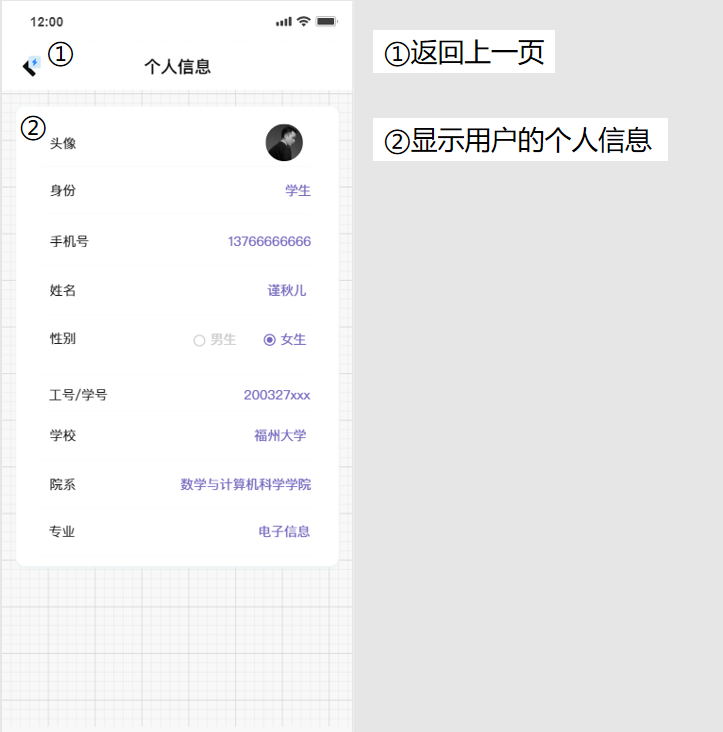 12:00
①
个人信息
②
头像
身份 学生
手机号 13766666666
姓名 谨秋儿
性别 男生 女生
工号/学号 200327xxx
学校 福州大学
院系 数学与计算机科学学院
专业 电子信息
①返回上一页
②显示用户的个人信息